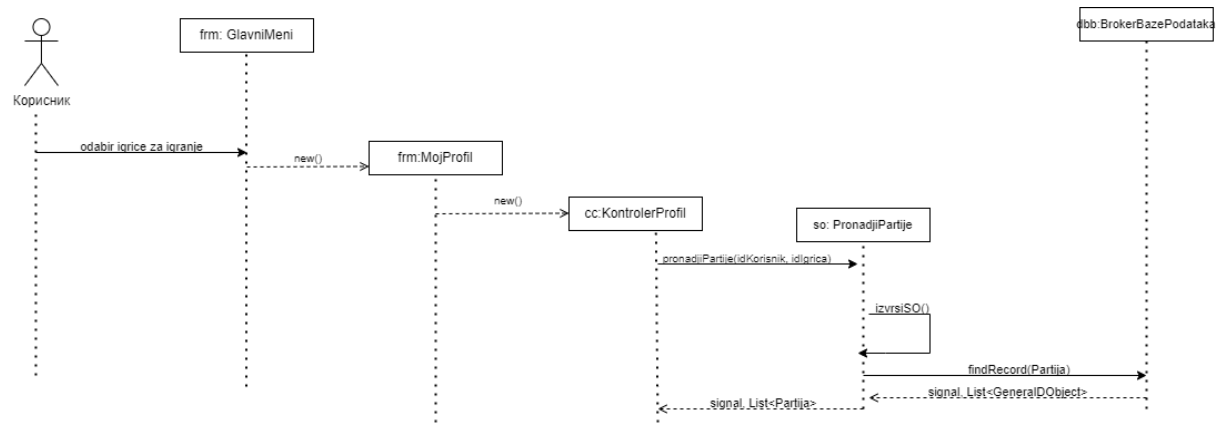 dbb:BrokerBazePodataka
frm: GlavniMeni
Корисник
odabir igrice za igranje
new()
frm:MojProfil
new()
cc:KontrolerProfil
so: PronadjiPartije
pronadjiPartije(idKorisnik, idIgrica)
izvrsiSO()
findRecord(Partija)
signal, List<GeneralDObject>
signal, List<Partija>